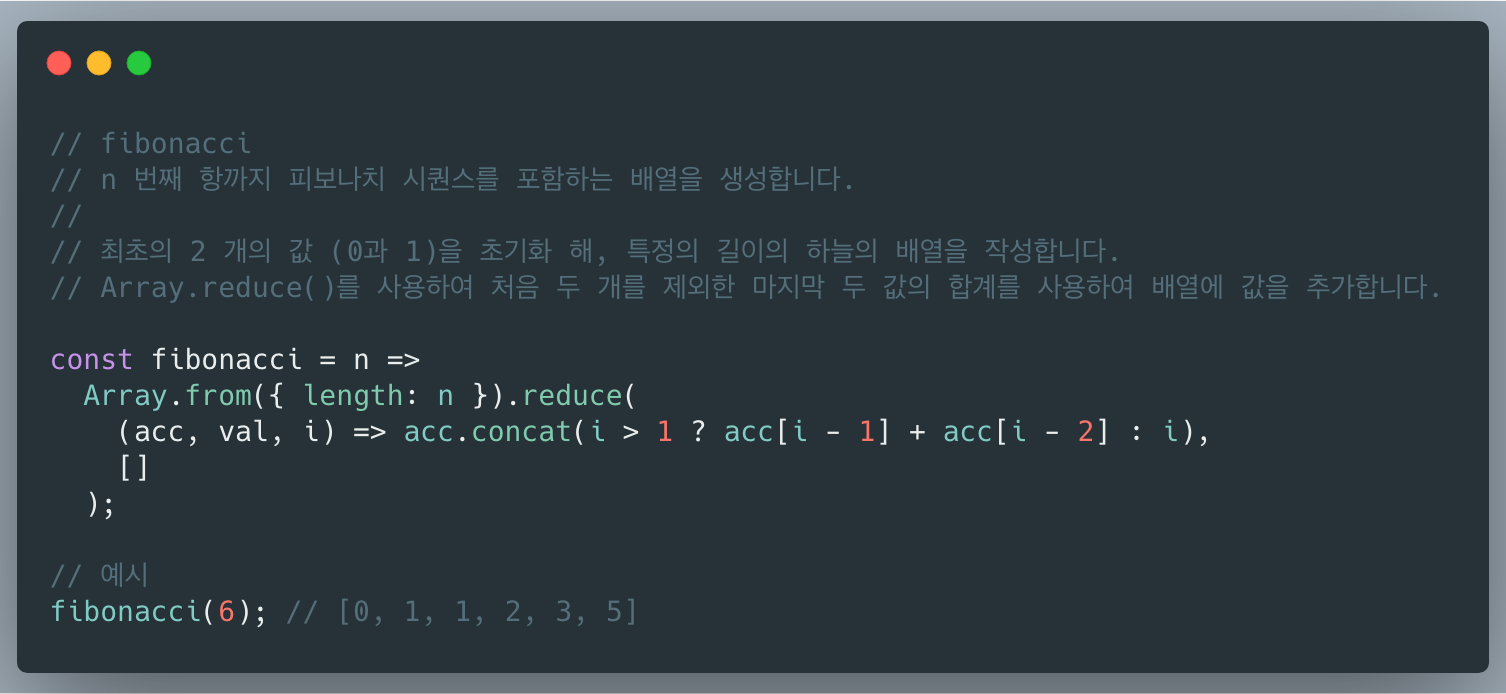 // fibonacci
// n 번째 항까지 피보나치 시퀀스를 포함하는 배열을 생성합니다.
//
// 최초의 2 개의 값 (0과 1)을 초기화 해, 특정의 길이의 하늘의 배열을 작성합니다.
// Array.reduce()를 사용하여 처음 두 개를 제외한 마지막 두 값의 합계를 사용하여 배열에 값을 추가합니다.
const fibonacci = n =>
  Array.from({ length: n }).reduce(
    (acc, val, i) => acc.concat(i > 1 ? acc[i - 1] + acc[i - 2] : i),
    []
  );
// 예시
fibonacci(6); // [0, 1, 1, 2, 3, 5]